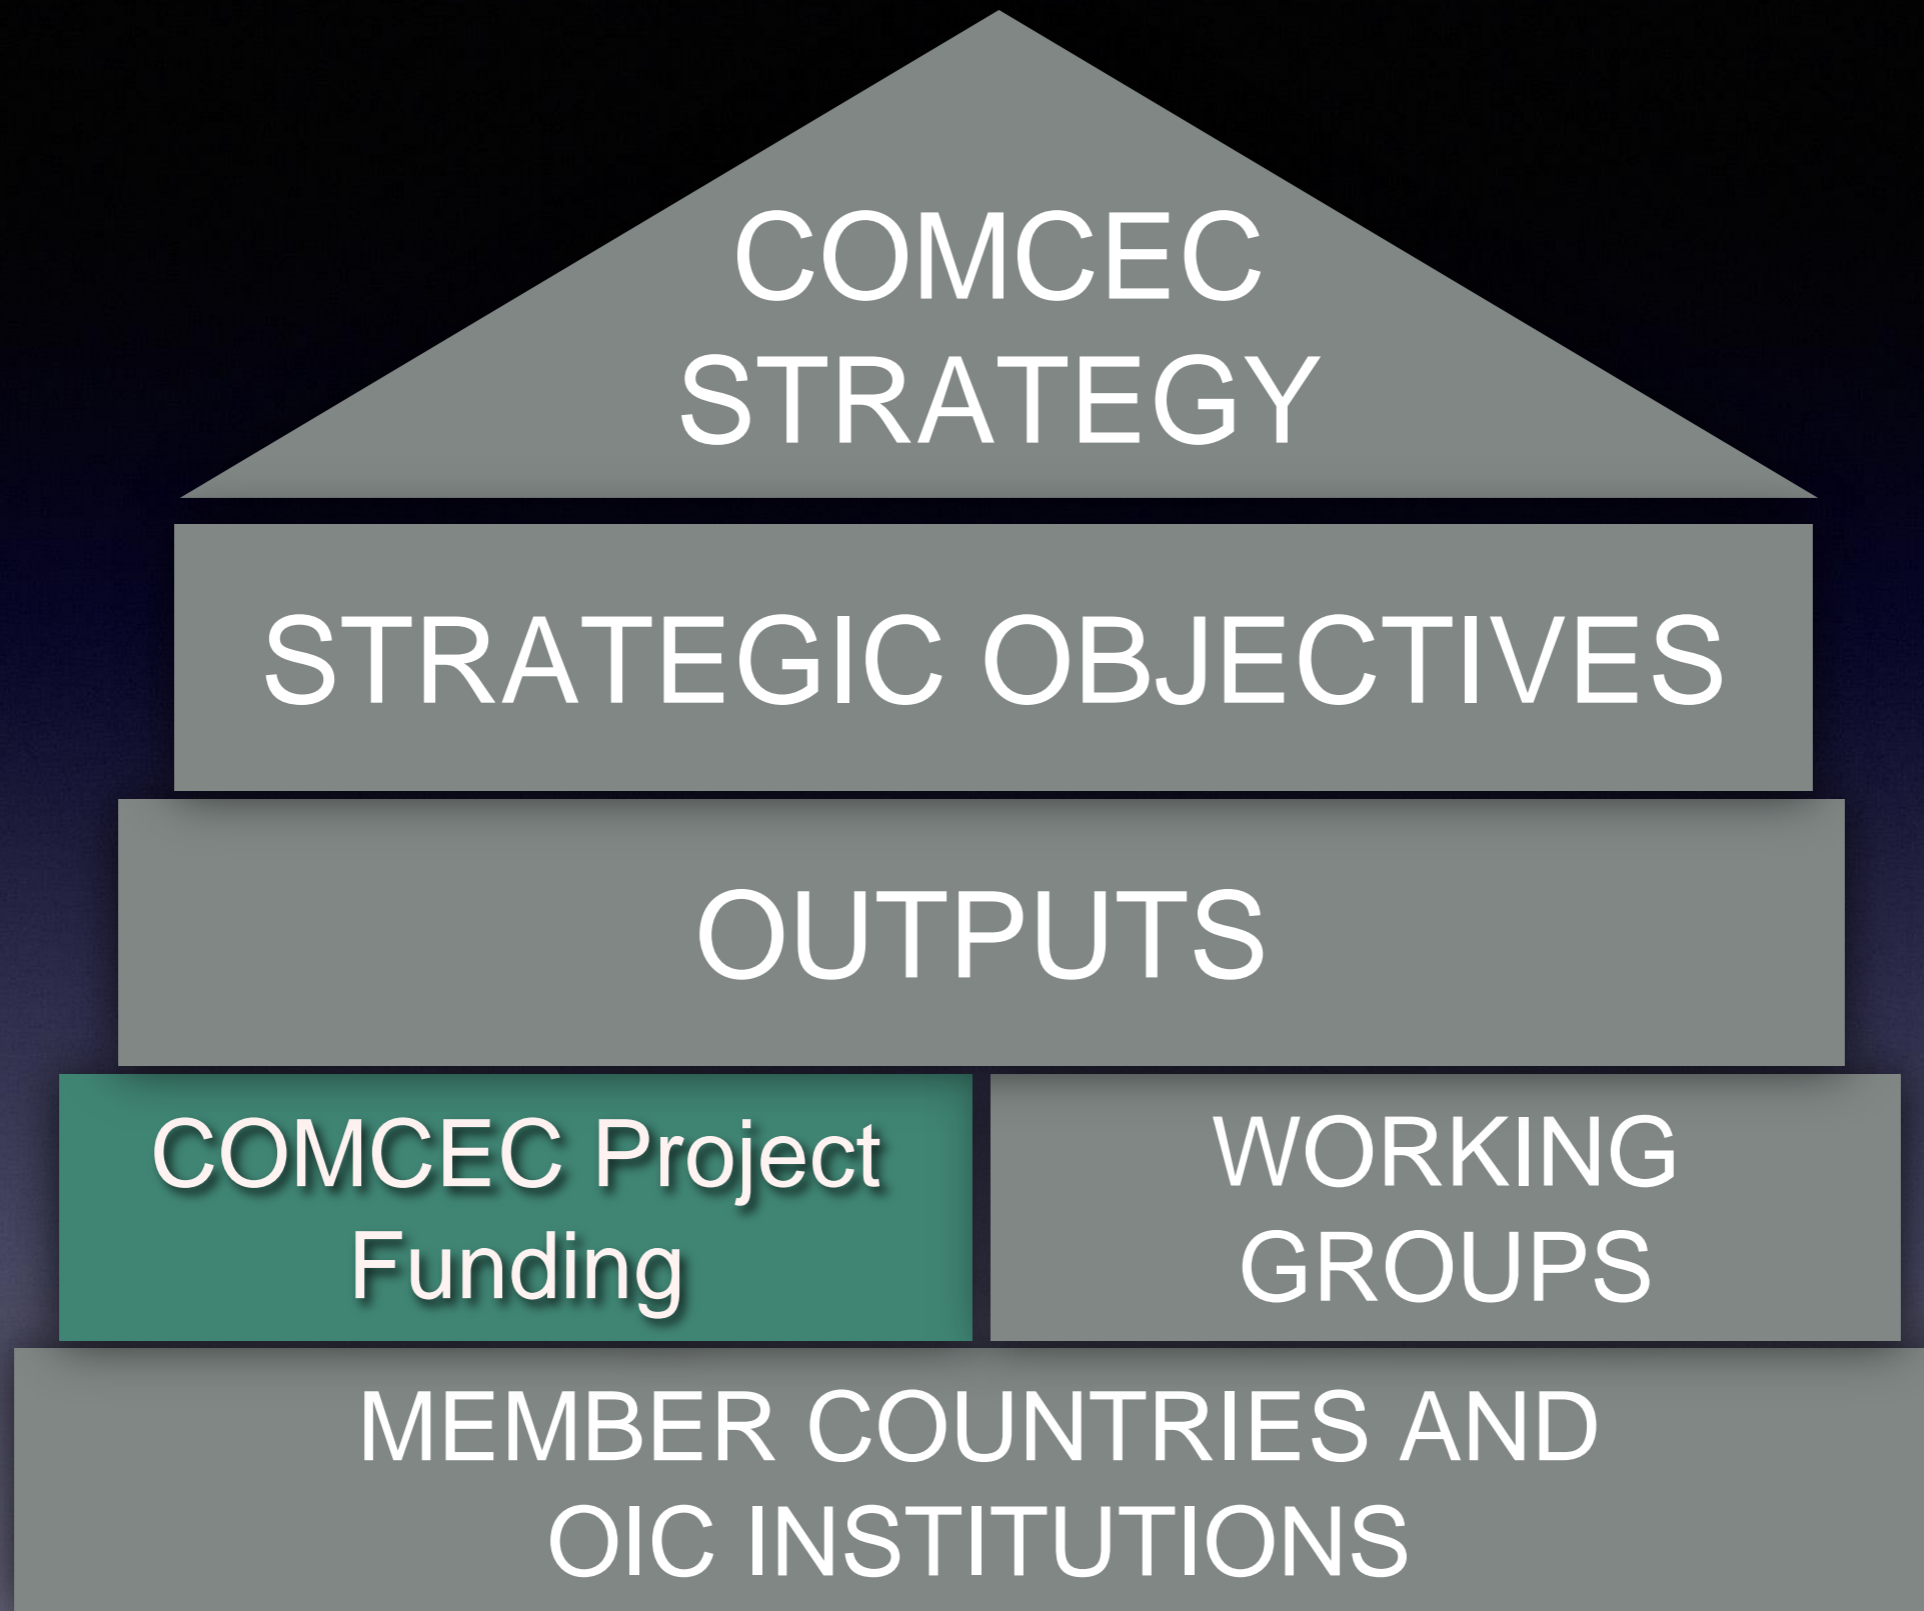 COMCEC
STRATEGY
STRATEGIC OBJECTIVES
OUTPUTS
COMCEC Project
Funding
WORKING
GROUPS
MEMBER COUNTRIES AND
OIC INSTITUTIONS